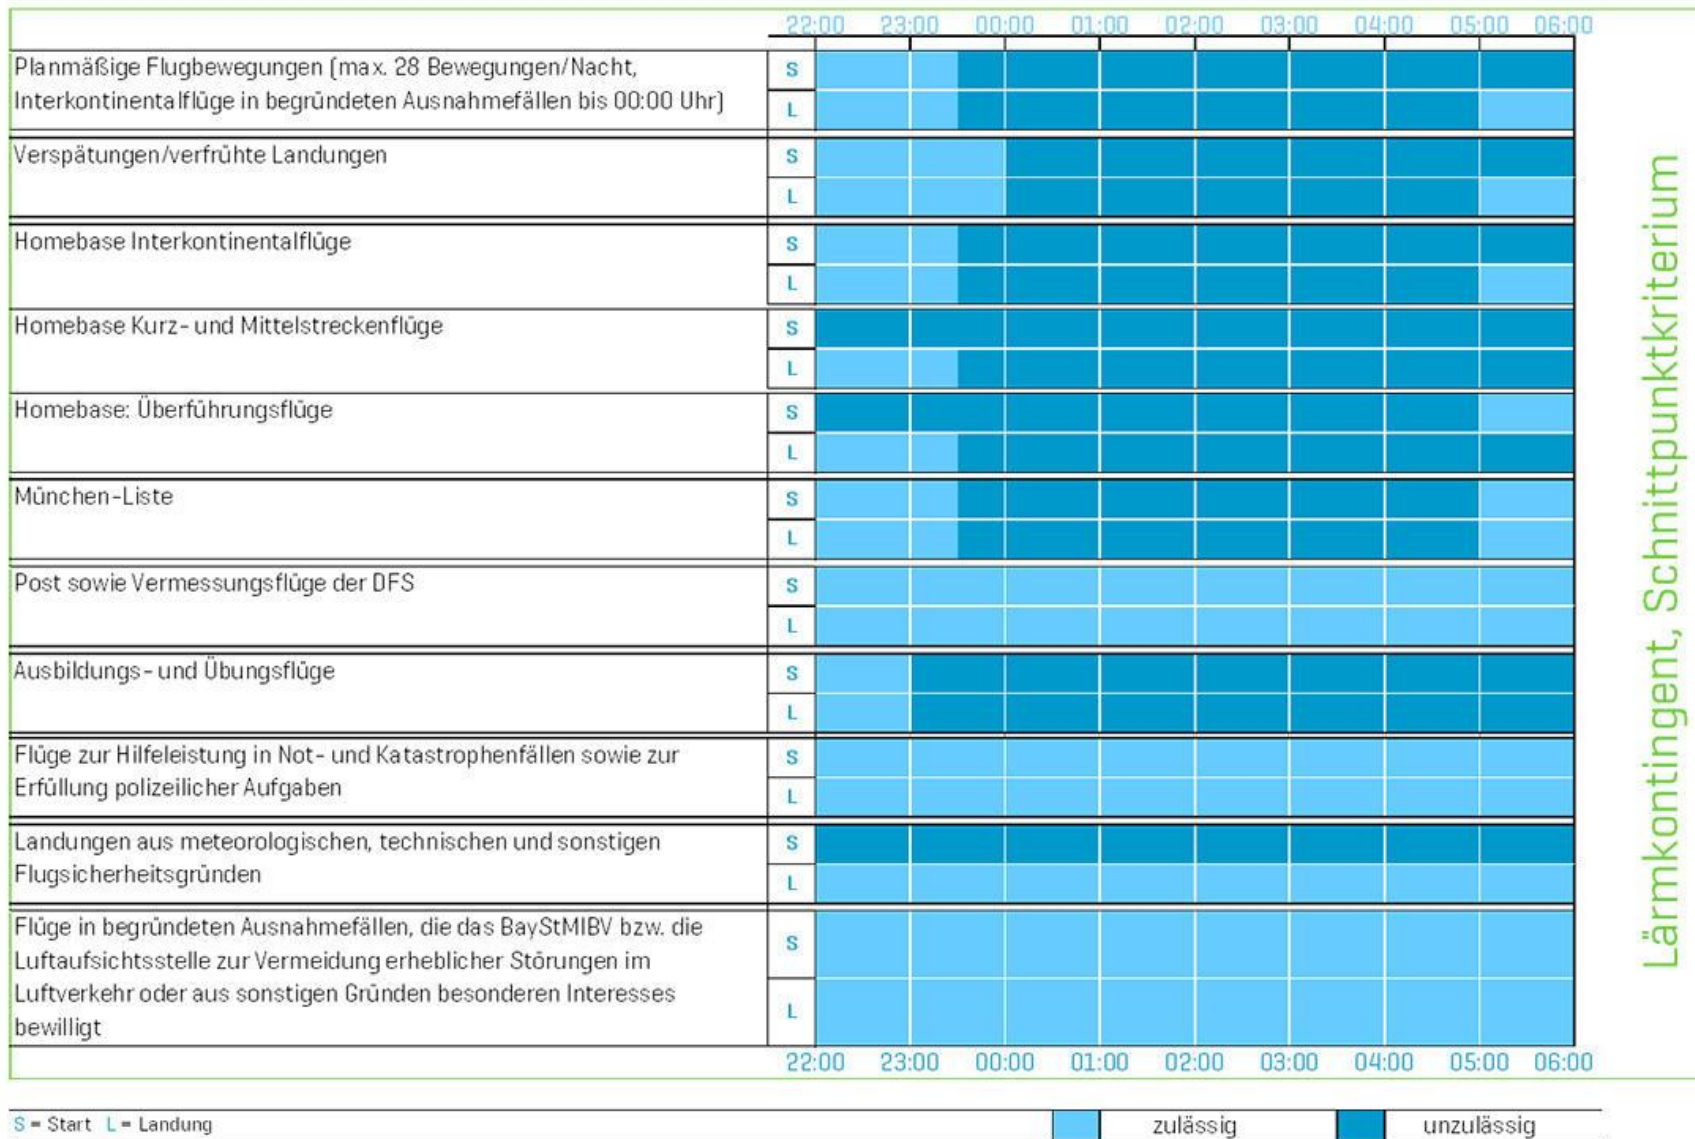 22:00 23:00 00:00 01:00 02:00 03:00 04:00 05:00 06:00
Planmäßige Flugbewegungen (max. 28 Bewegungen/Nacht,
Interkontinentalflüge in begründeten Ausnahmefällen bis 00:00 Uhr)
S
L
Verspätungen/verfrühte Landungen
S
L
Homebase Interkontinentalflüge
S
L
Homebase Kurz- und Mittelstreckenflüge
S
L
Homebase: Überführungsflüge
S
L
München-Liste
S
L
Post sowie Vermessungsflüge der DFS
S
L
Ausbildungs- und Übungsflüge
S
L
Flüge zur Hilfeleistung in Not- und Katastrophenfällen sowie zur
Erfüllung polizeilicher Aufgaben
S
L
Landungen aus meteorologischen, technischen und sonstigen
Flugsicherheitsgründen
S
L
Flüge in begründeten Ausnahmefällen, die das BayStMIBV bzw. die
Luftaufsichtsstelle zur Vermeidung erheblicher Störungen im
Luftverkehr oder aus sonstigen Gründen besonderen Interesses
bewilligt
S
L
22:00 23:00 00:00 01:00 02:00 03:00 04:00 05:00 06:00
Lärmkontingent, Schnittpunktkriterium
S = Start L = Landung
zulässig
unzulässig